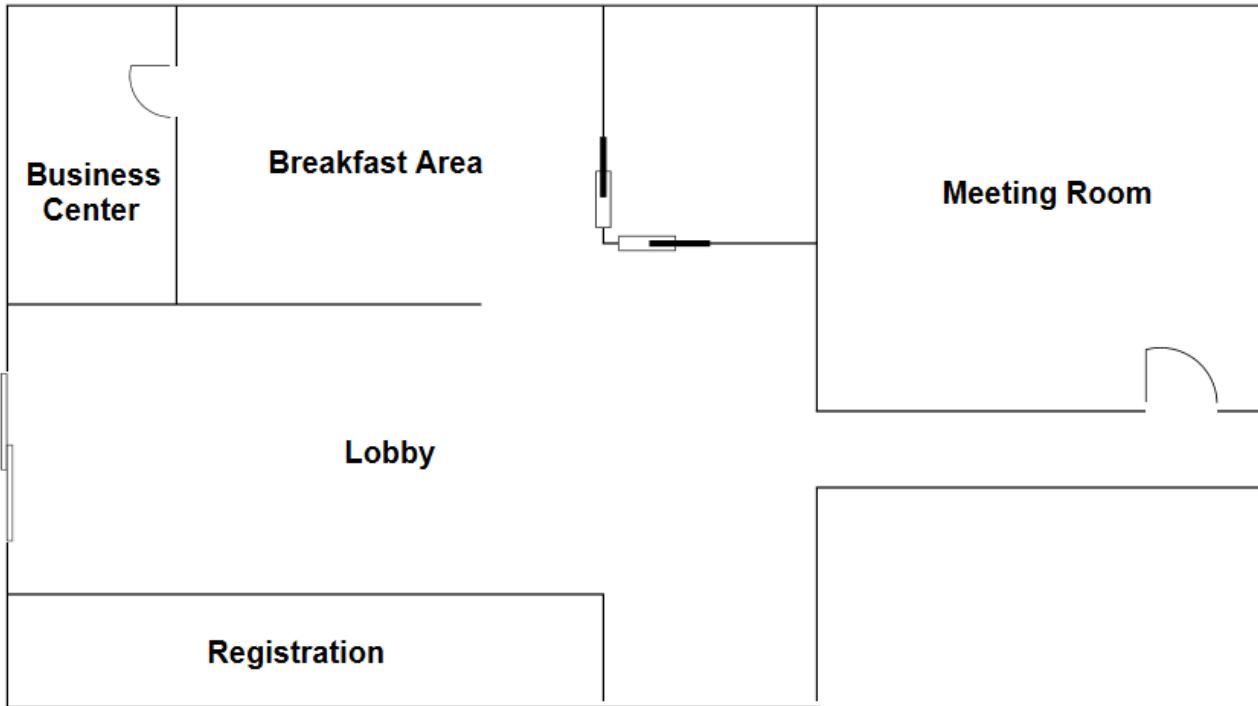 Business
Center
Breakfast Area
Meeting Room
Lobby
Registration